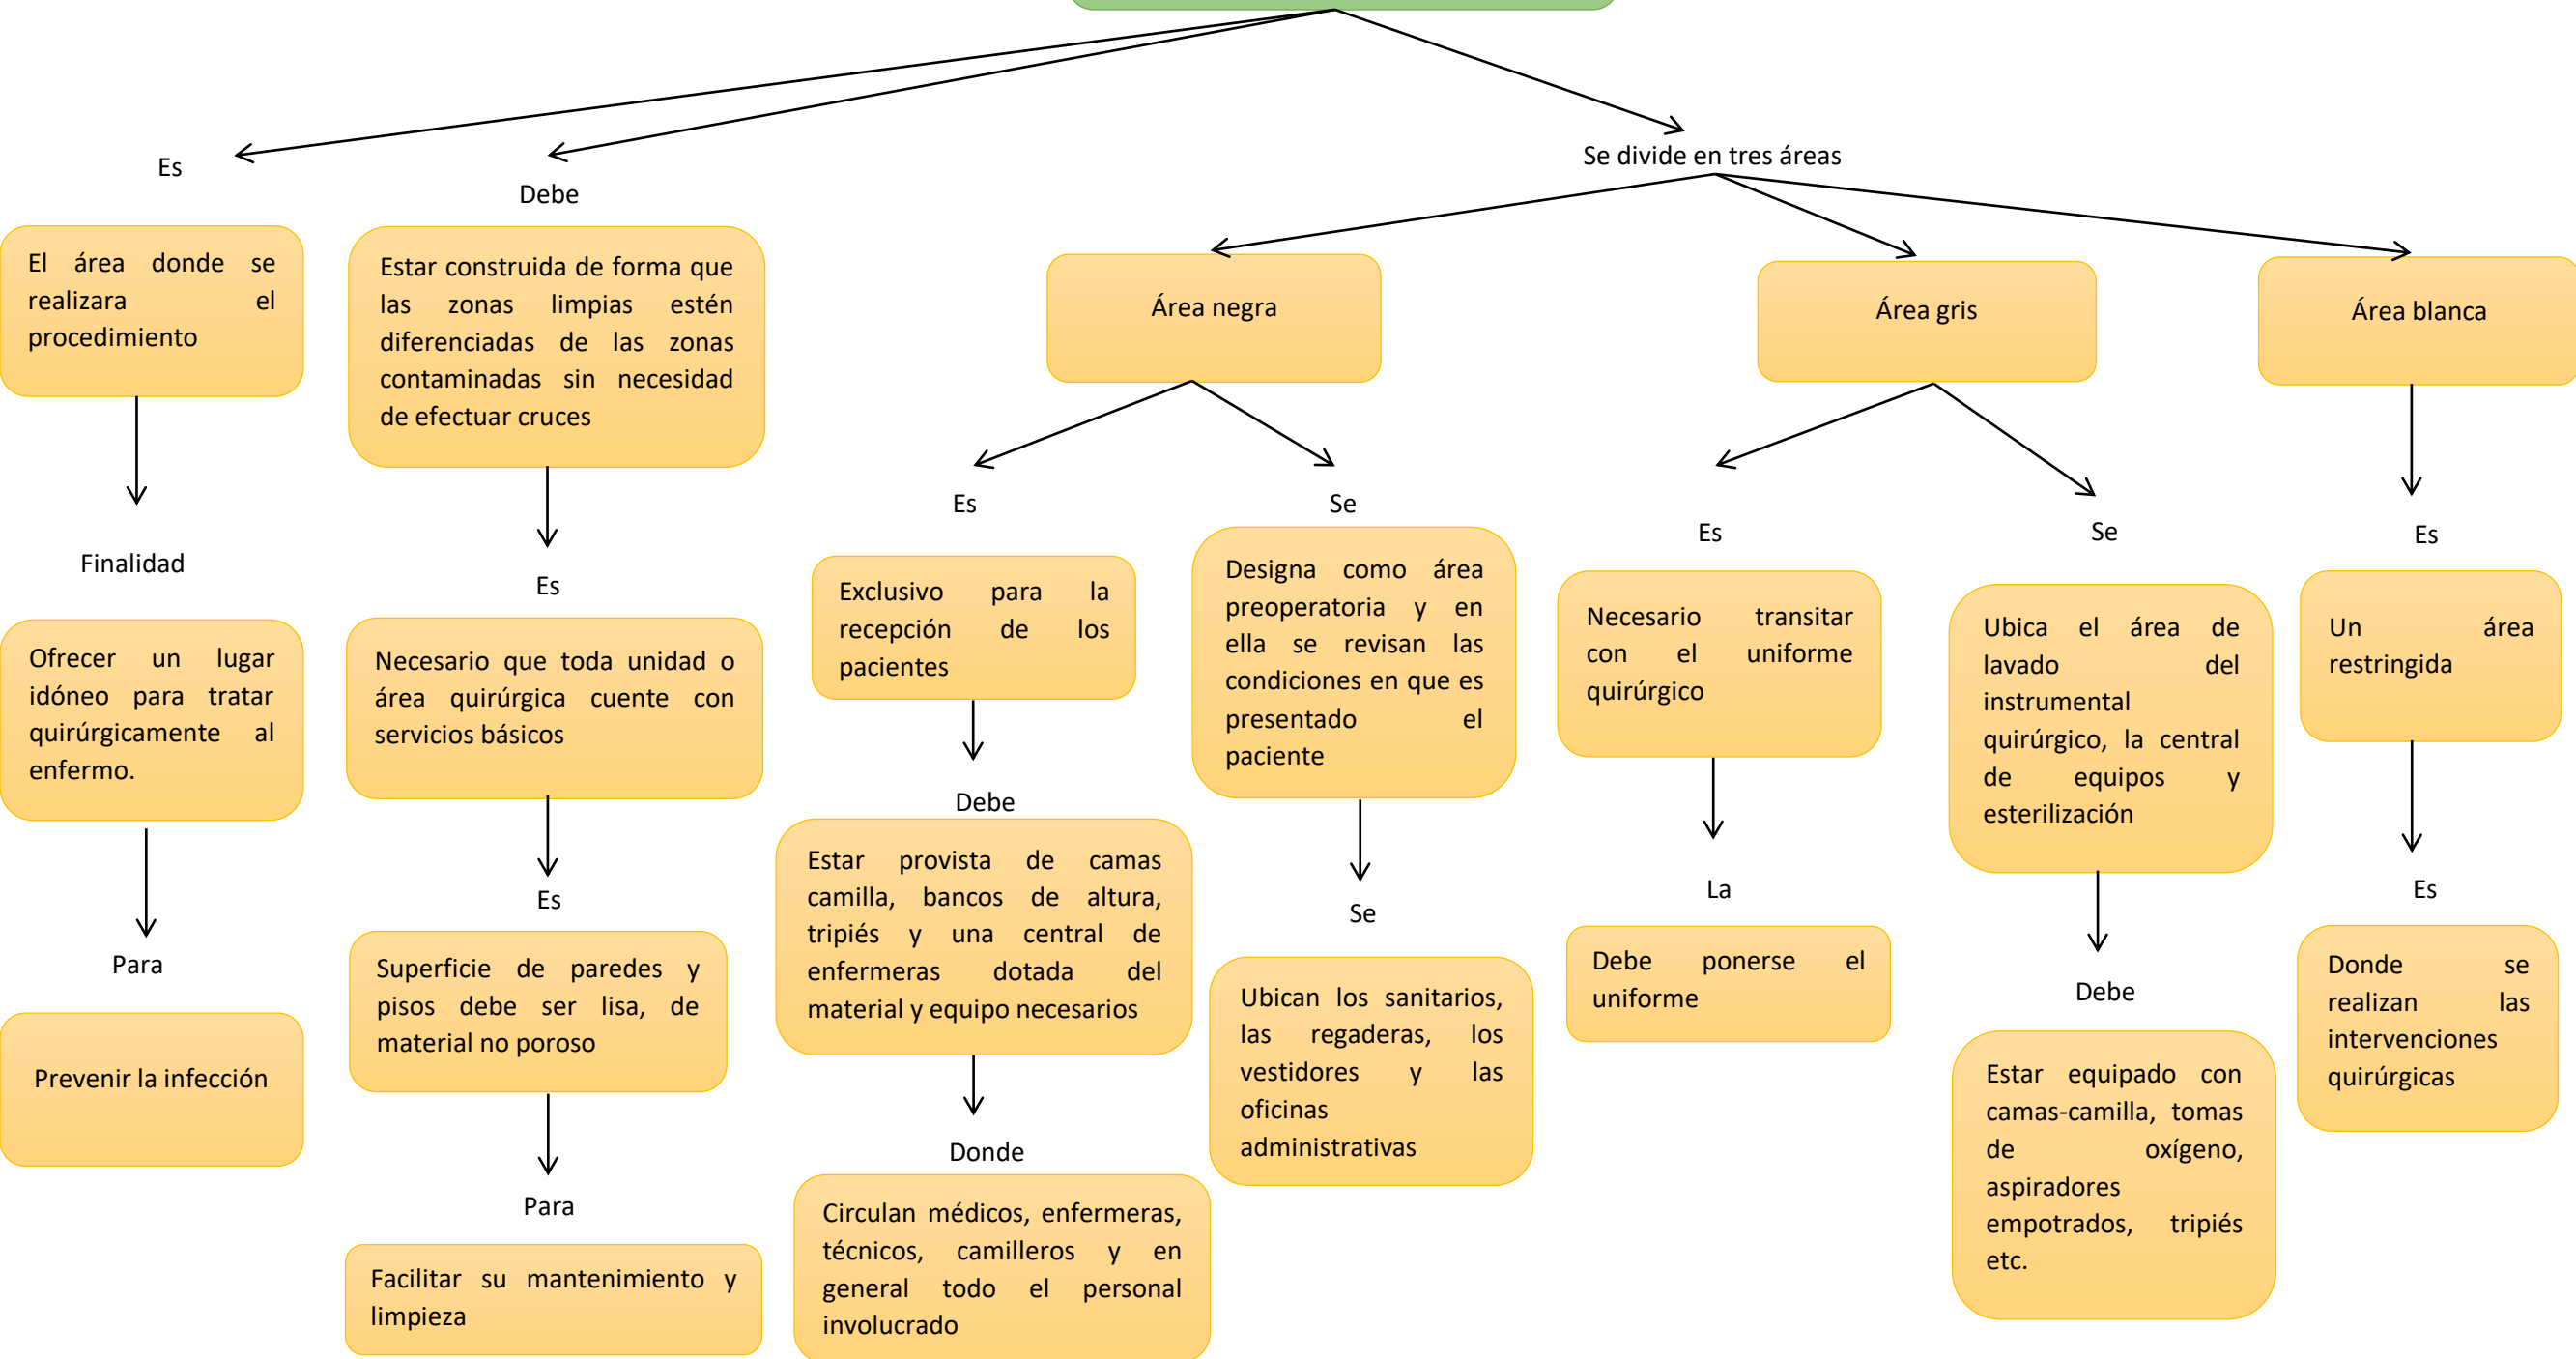 Es
El área donde se
realizara el
procedimiento
Finalidad
Ofrecer un lugar
idóneo para tratar
quirúrgicamente al
enfermo.
Para
Prevenir la infección
Debe
Estar construida de forma que
las zonas limpias estén
diferenciadas de las zonas
contaminadas sin necesidad
de efectuar cruces
Es
Necesario que toda unidad o
área quirúrgica cuente con
servicios básicos
Es
Superficie de paredes y
pisos debe ser lisa, de
material no poroso
Para
Facilitar su mantenimiento y
limpieza
Se divide en tres áreas
Área negra
Es
Exclusivo para la
recepción de los
pacientes
Debe
Estar provista de camas
camilla, bancos de altura,
tripiés y una central de
enfermeras dotada del
material y equipo necesarios
Donde
Circulan médicos, enfermeras,
técnicos, camilleros y en
general todo el personal
involucrado
Se
Designa como área
preoperatoria y en
ella se revisan las
condiciones en que es
presentado el
paciente
Se
Ubican los sanitarios,
las regaderas, los
vestidores y las
oficinas
administrativas
Área gris
Es
Necesario transitar
con el uniforme
quirúrgico
La
Debe ponerse el
uniforme
Se
Ubica el área de
lavado del
instrumental
quirúrgico, la central
de equipos y
esterilización
Debe
Estar equipado con
camas-camilla, tomas
de oxígeno,
aspiradores
empotrados, tripiés
etc.
Área blanca
Es
Un área
restringida
Es
Donde se
realizan las
intervenciones
quirúrgicas